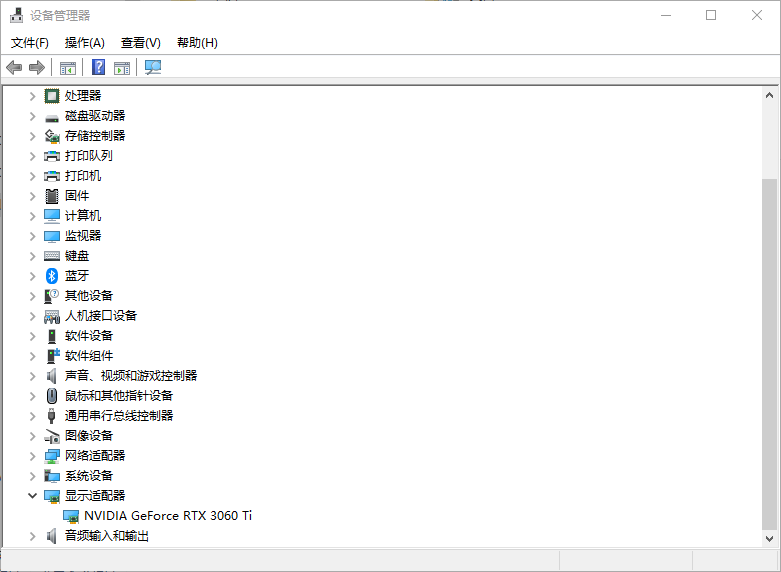 设备管理器
文件(F) 操作(A) 查看(V) 帮助(H)
处理器
磁盘驱动器
存储控制器
打印队列
打印机
固件
计算机
监视器
键盘
蓝牙
其他设备
人机接口设备
软件设备
软件组件
声音、视频和游戏控制器
鼠标和其他指针设备
通用串行总线控制器
图像设备
网络适配器
系统设备
显示适配器
NVIDIA GeForce RTX 3060 Ti
音频输入和输出